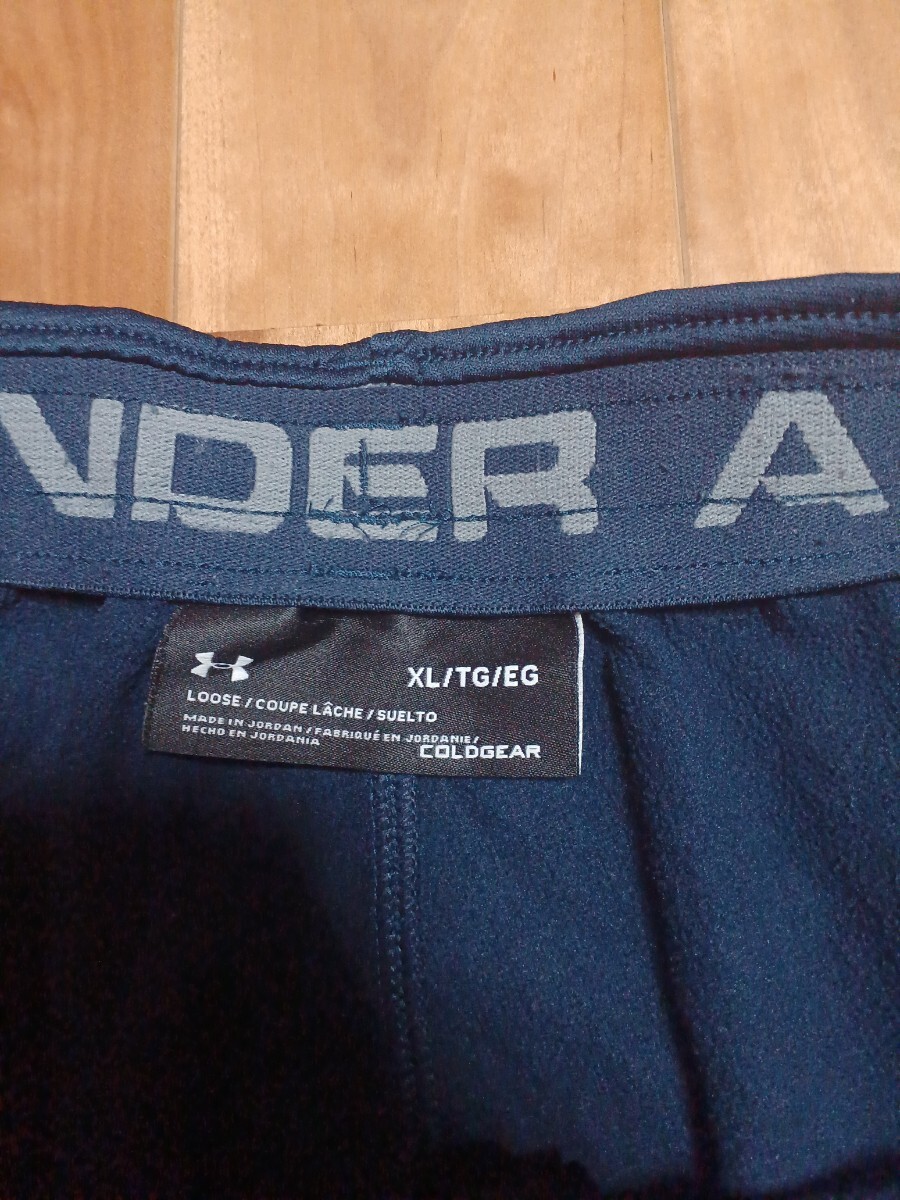 NDER A
XL/TG/EG
LOOSE / COUPE LÂCHE / SUELTO
MADE IN JORDAN / FABRIQUÉ EN JORDANIE/
HECHO EN JORDANIA
COLDGEAR